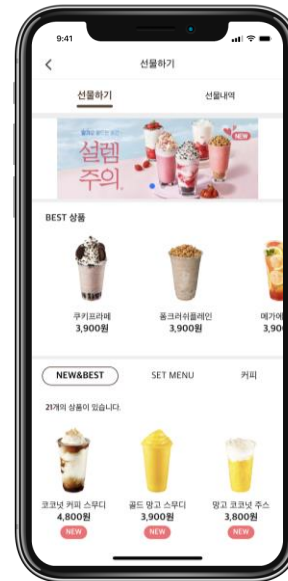 9:41
선물하기
선물하기
선물내역
설렘
주의
NEW
BEST 상품
쿠키프라페
3,900원
퐁크러쉬플레인
3,900원
메가에
3,90
NEW&BEST
SET MENU
커피
21개의 상품이 있습니다.
코코넛 커피 스무디
4,800원
NEW
골드 망고 스무디
3,900원
NEW
망고 코코넛 주스
3,800원
NEW